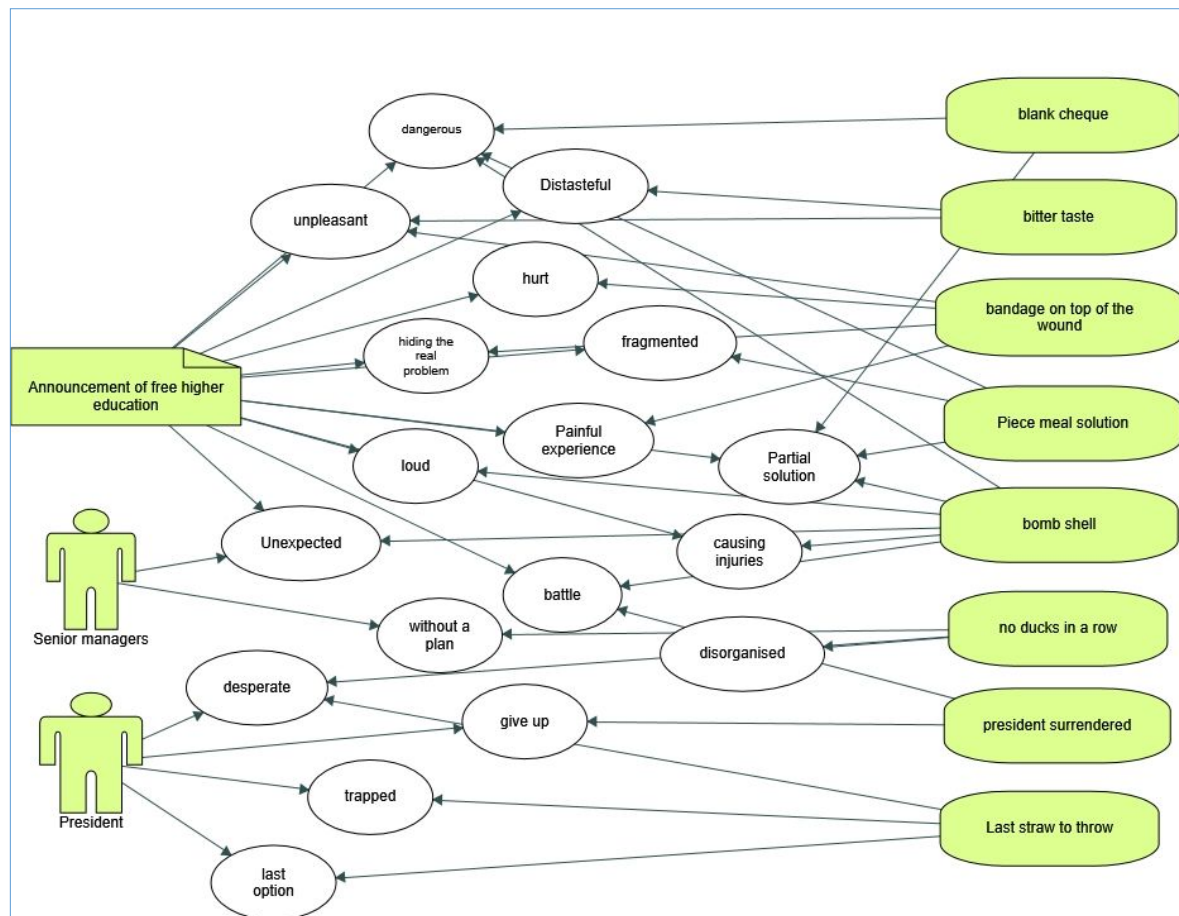 blank cheque
dangerous
Distasteful
bitter taste
unpleasant
hurt
bandage on top of the
wound
hiding the
real
problem
fragmented
Announcement of free higher
education
Piece meal solution
Painful
experience
Partial
solution
loud
bomb shell
Unexpected
causing
injuries
battle
without a
plan
no ducks in a row
Senior managers
disorganised
desperate
give up
president surrendered
trapped
Last straw to throw
President
last
option